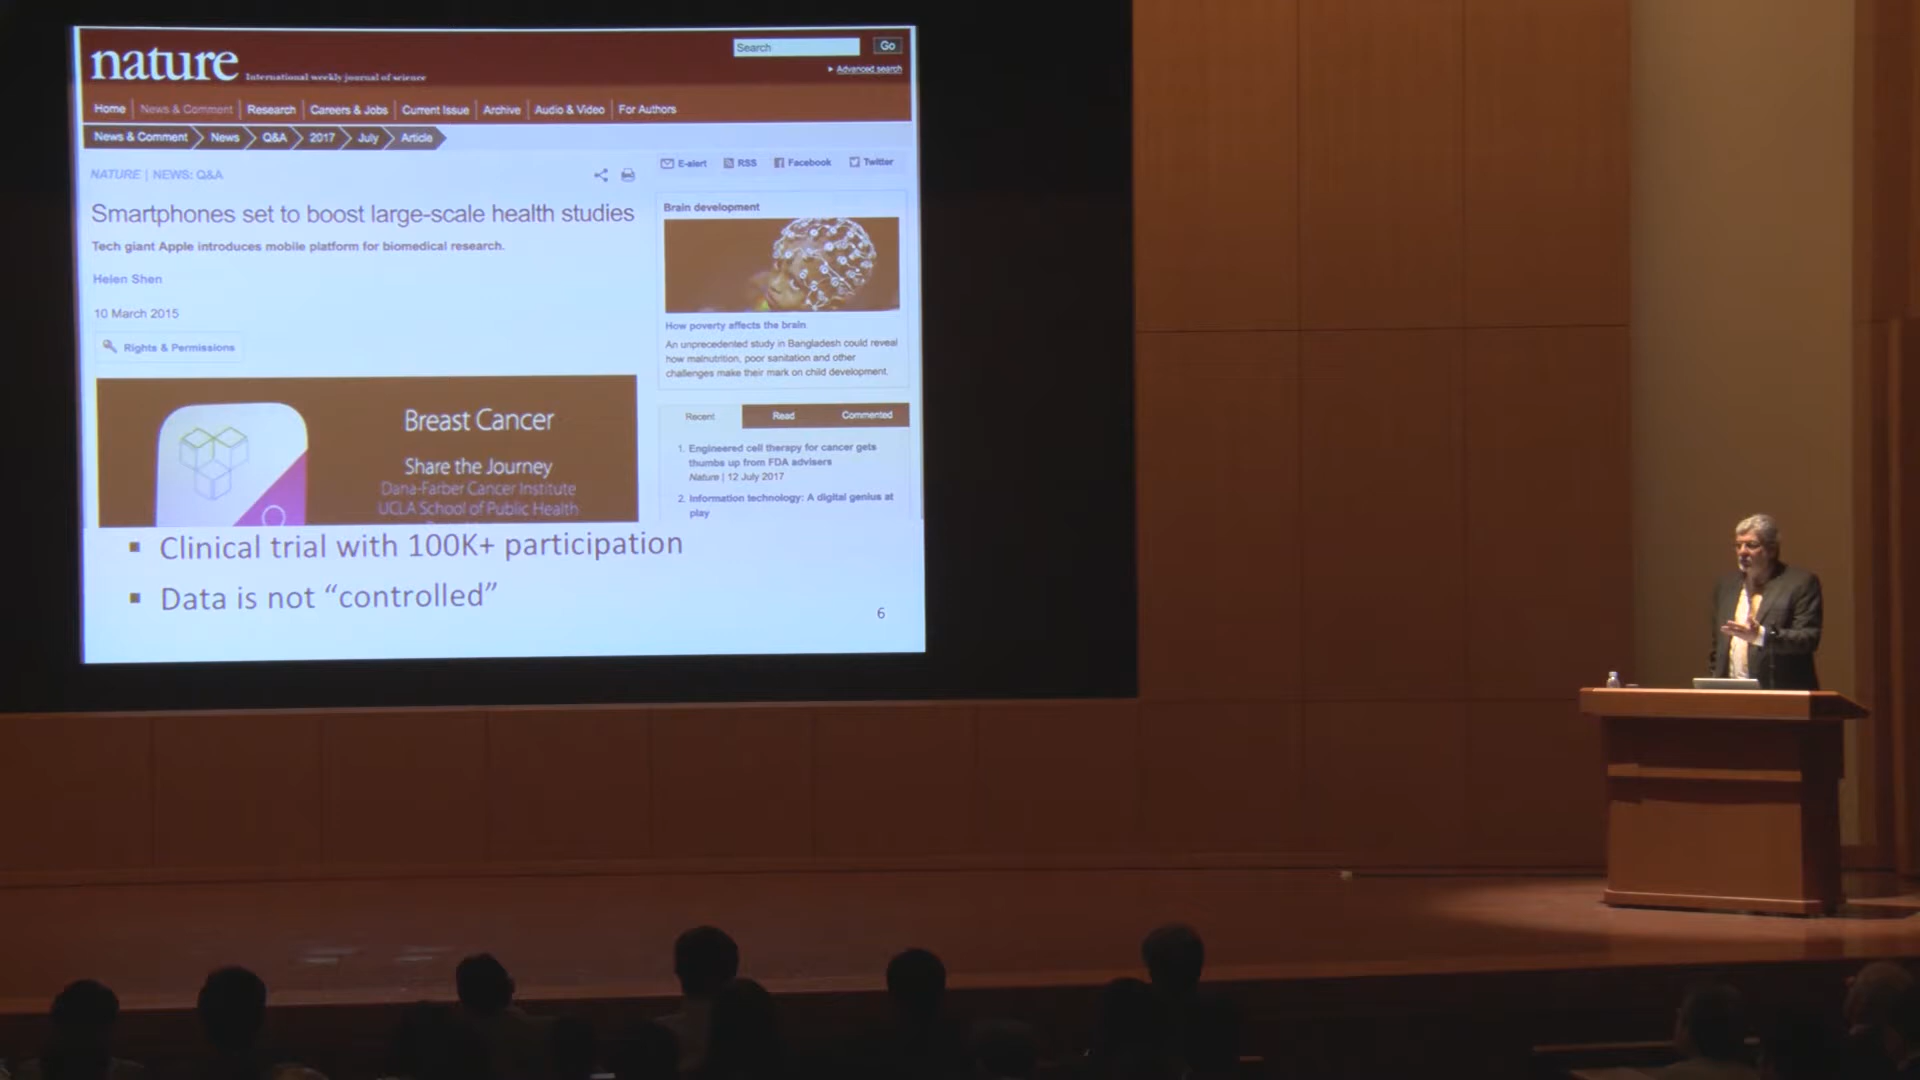 nature
International weekly journal of science
Search
Go
Advanced search
Home
News & Comment
Research
Careers & Jobs
Current Issue
Archive
Audio & Video
For Authors
News & Comment
News
Q&A
2017
July
Article
NATURE | NEWS: Q&A
E-alert
RSS
Facebook
Twitter
Smartphones set to boost large-scale health studies
Tech giant Apple introduces mobile platform for biomedical research.
Helen Shen
10 March 2015
Rights & Permissions
Breast Cancer
Share the Journey
Dana-Farber Cancer Institute
UCLA School of Public Health
Brain development
How poverty affects the brain
An unprecedented study in Bangladesh could reveal
how malnutrition, poor sanitation and other
challenges make their mark on child development.
Recent
Read
Commented
1. Engineered cell therapy for cancer gets
thumbs up from FDA advisers
Nature | 12 July 2017
2. Information technology: A digital genius at
play
▪ Clinical trial with 100K+ participation
▪ Data is not “controlled”
6